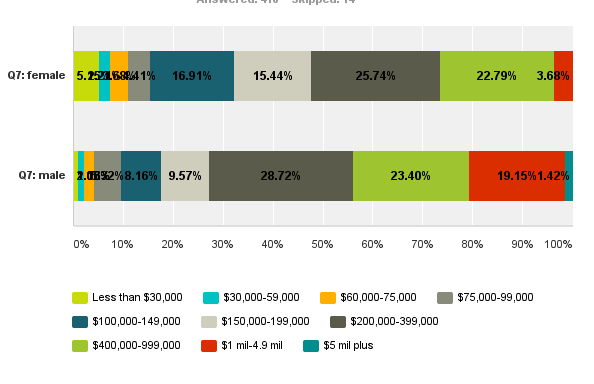 Answered: Skipped: 14
Q7: female 16.91% 15.44% 25.74% 22.79% 3.68%
Q7: male 8.16% 9.57% 28.72% 23.40% 19.15% 1.42%
0% 10% 20% 30% 40% 50% 60% 70% 80% 90% 100%
Less than $30,000 $30,000-59,000 $60,000-75,000 $75,000-99,000
$100,000-149,000 $150,000-199,000 $200,000-399,000
$400,000-999,000 $1 mil-4.9 mil $5 mil plus